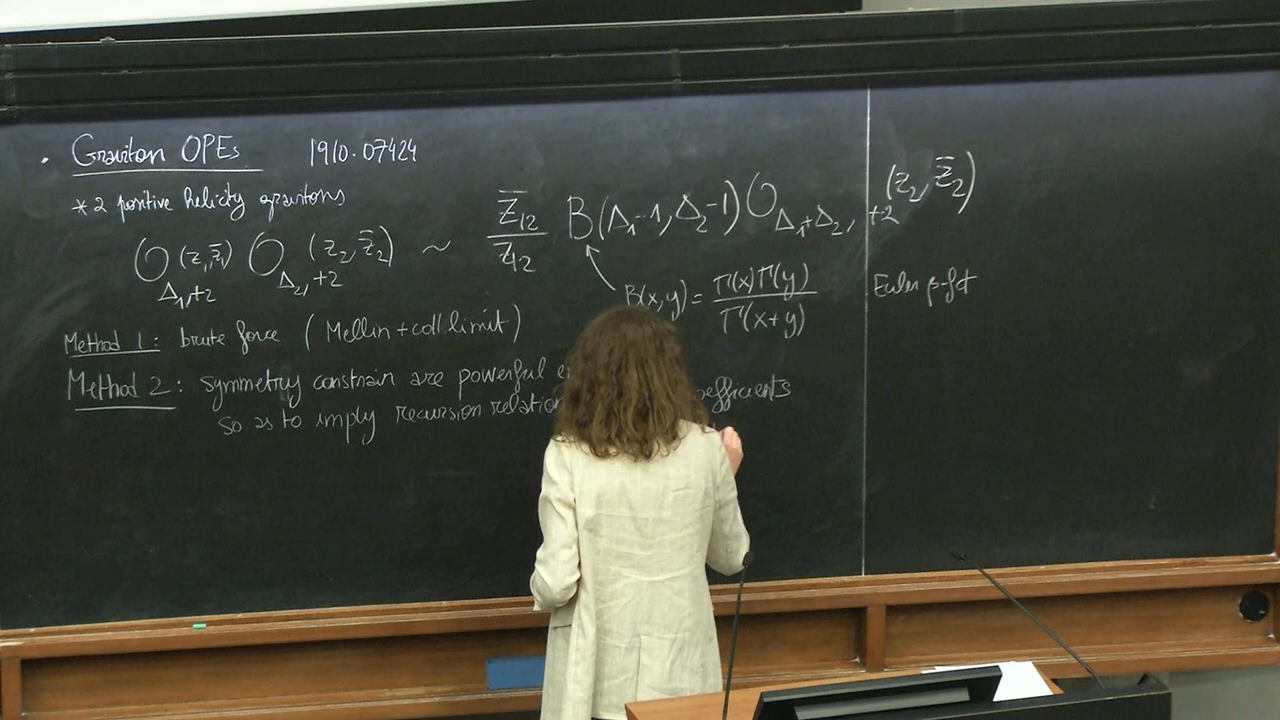 . Graviton OPEs 1910.07424
* 2 positive helicity gravitons
O_{Δ₁,+2} (z, z̄₁) O_{Δ₂,+2} (z₂, z̄₂) ~ z̄₁₂/z₁₂ B(Δ₁-1, Δ₂-1) O_{Δ₁+Δ₂,+2} (z₂, z̄₂)
B(x,y) = Γ(x)Γ(y)/Γ(x+y) Euler β-fct
Method 1: brute force (Mellin + coll limit)
Method 2: symmetry constrain are powerful
so as to imply recursion coefficients